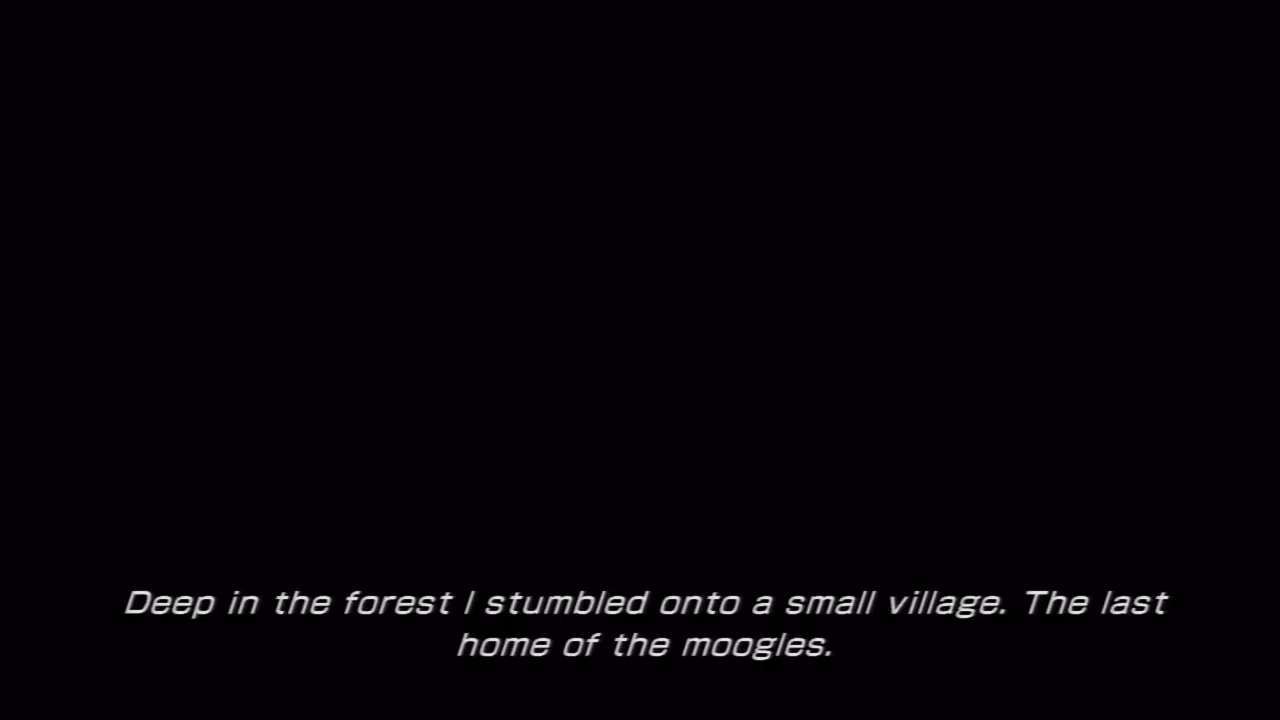 Deep in the forest I stumbled onto a small village. The last
home of the moogles.